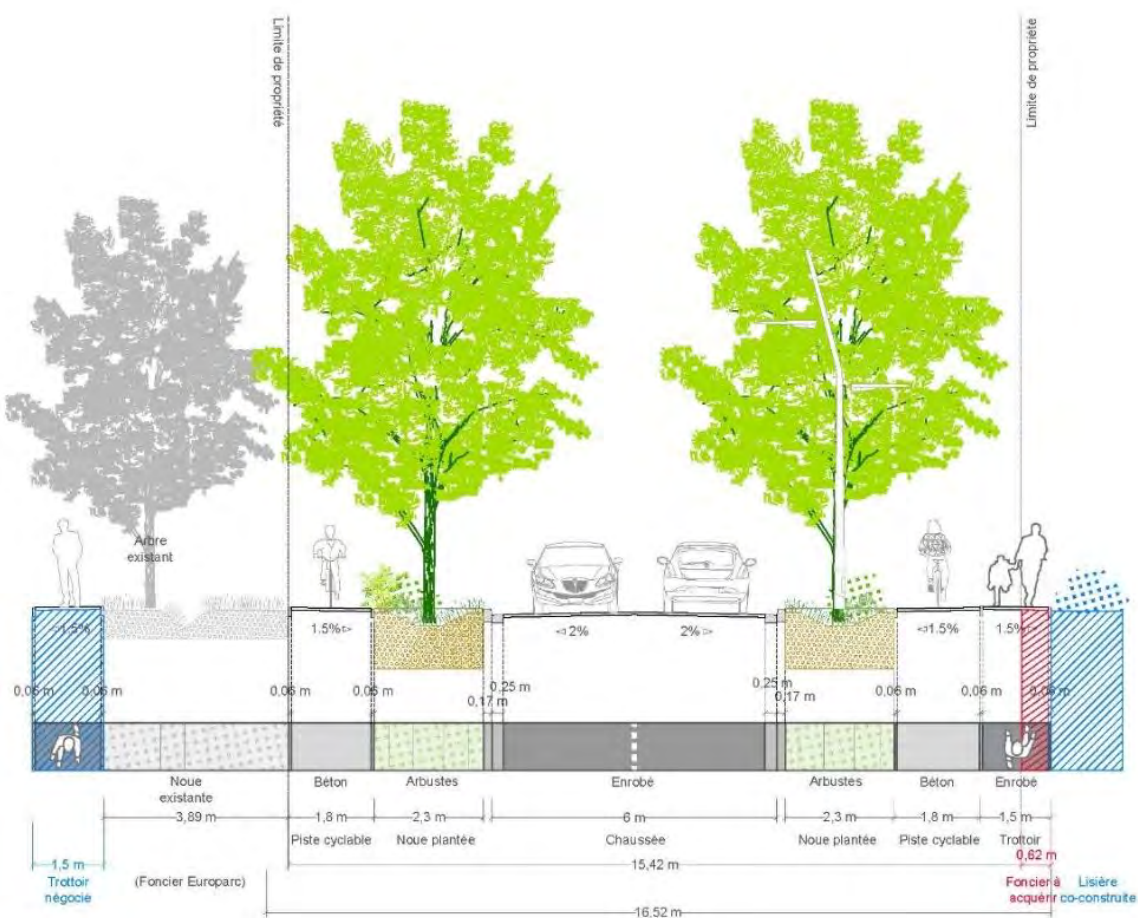 Limite de propriété
Limite de propriété
Arbre
existant
◁1.5%
1.5%▷
◁2%
2%▷
◁1.5%
1.5%▷
0,06 m
0,06 m
0,06 m
0,06 m
0,17 m
0,25 m
0,25 m
0,17 m
0,06 m
0,06 m
0,06 m
Noue
existante
Béton
Arbustes
Enrobé
Arbustes
Béton
Enrobé
3,89 m
1,8 m
2,3 m
6 m
2,3 m
1,8 m
1,5 m
Piste cyclable
Noue plantée
Chaussée
Noue plantée
Piste cyclable
Trottoir
1,5 m
15,42 m
0,62 m
Trottoir
négocié
(Foncier Europarc)
Foncier à
acquérir
Lisière
co-construite
16,52 m